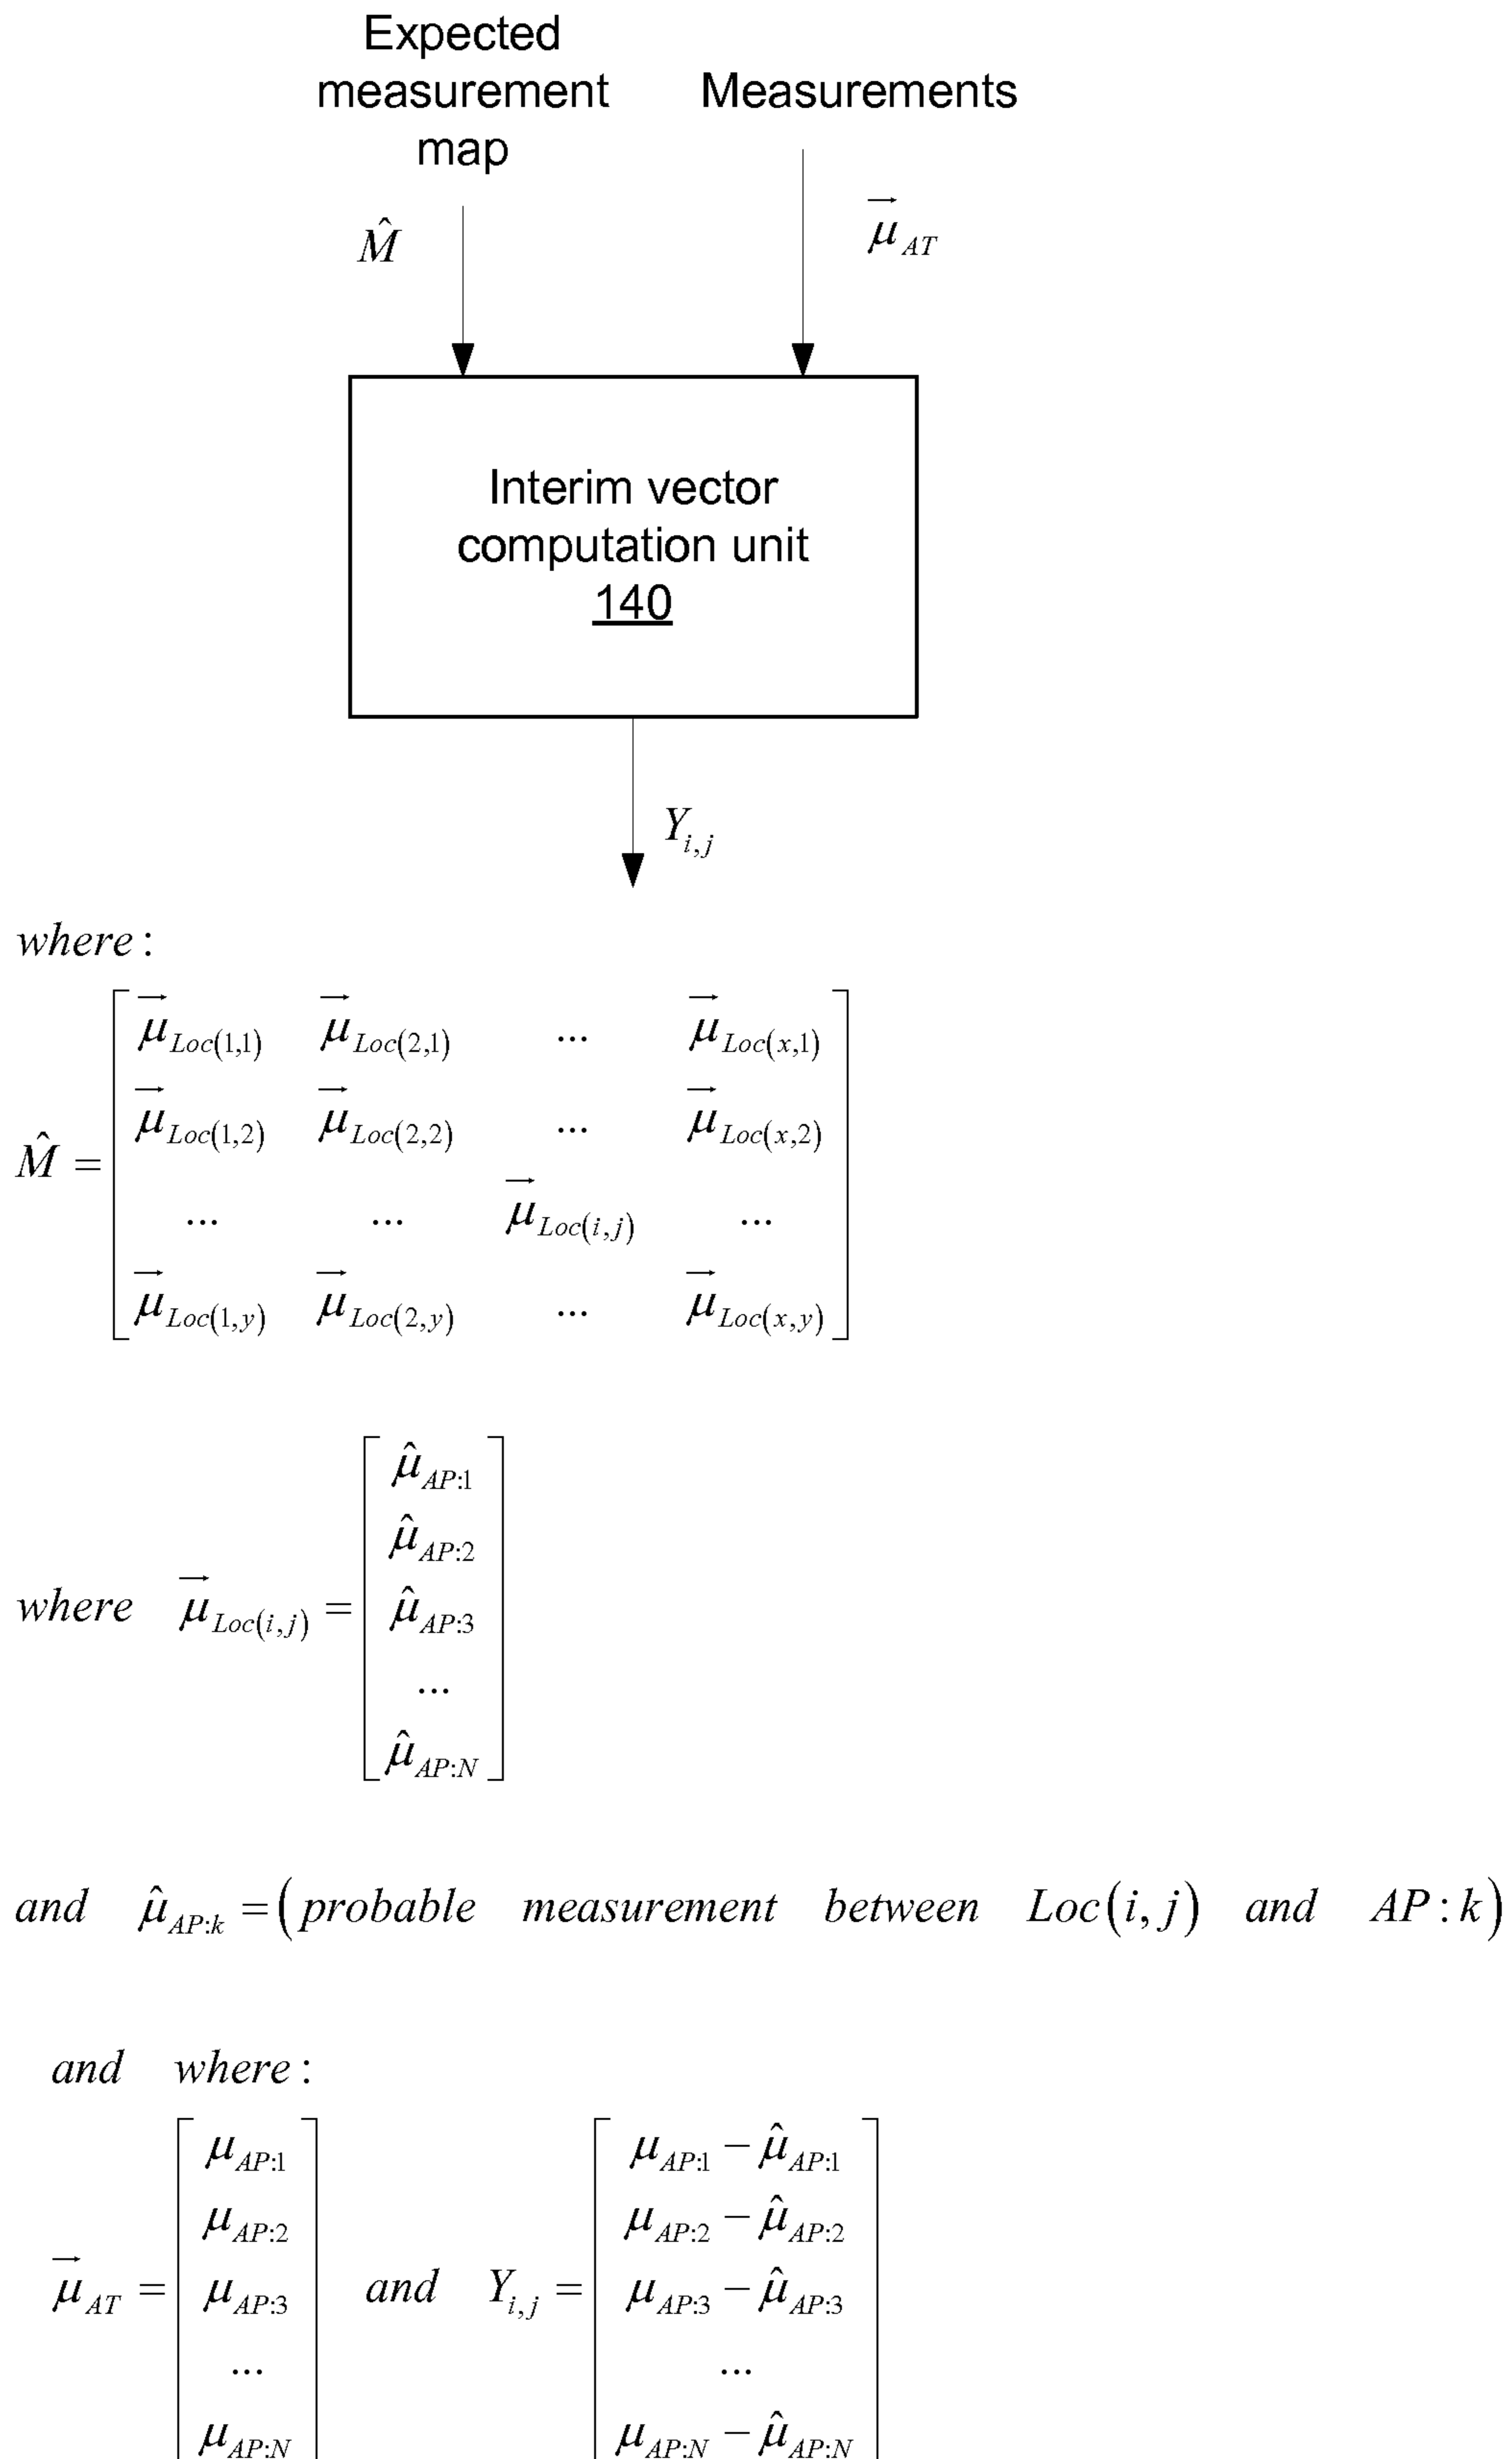 Expected
measurement
map
Measurements
M̂
μ⃗_AT
Interim vector
computation unit
140
Y_i,j
where :
M̂ = [ μ⃗_Loc(1,1) μ⃗_Loc(2,1) ... μ⃗_Loc(x,1)
μ⃗_Loc(1,2) μ⃗_Loc(2,2) ... μ⃗_Loc(x,2)
... ... μ⃗_Loc(i,j) ...
μ⃗_Loc(1,y) μ⃗_Loc(2,y) ... μ⃗_Loc(x,y) ]
where μ⃗_Loc(i,j) = [ μ̂_AP:1
μ̂_AP:2
μ̂_AP:3
...
μ̂_AP:N ]
and μ̂_AP:k = (probable measurement between Loc(i, j) and AP : k)
and where :
μ⃗_AT = [ μ_AP:1
μ_AP:2
μ_AP:3
...
μ_AP:N ]
and Y_i,j = [ μ_AP:1 − μ̂_AP:1
μ_AP:2 − μ̂_AP:2
μ_AP:3 − μ̂_AP:3
...
μ_AP:N − μ̂_AP:N ]